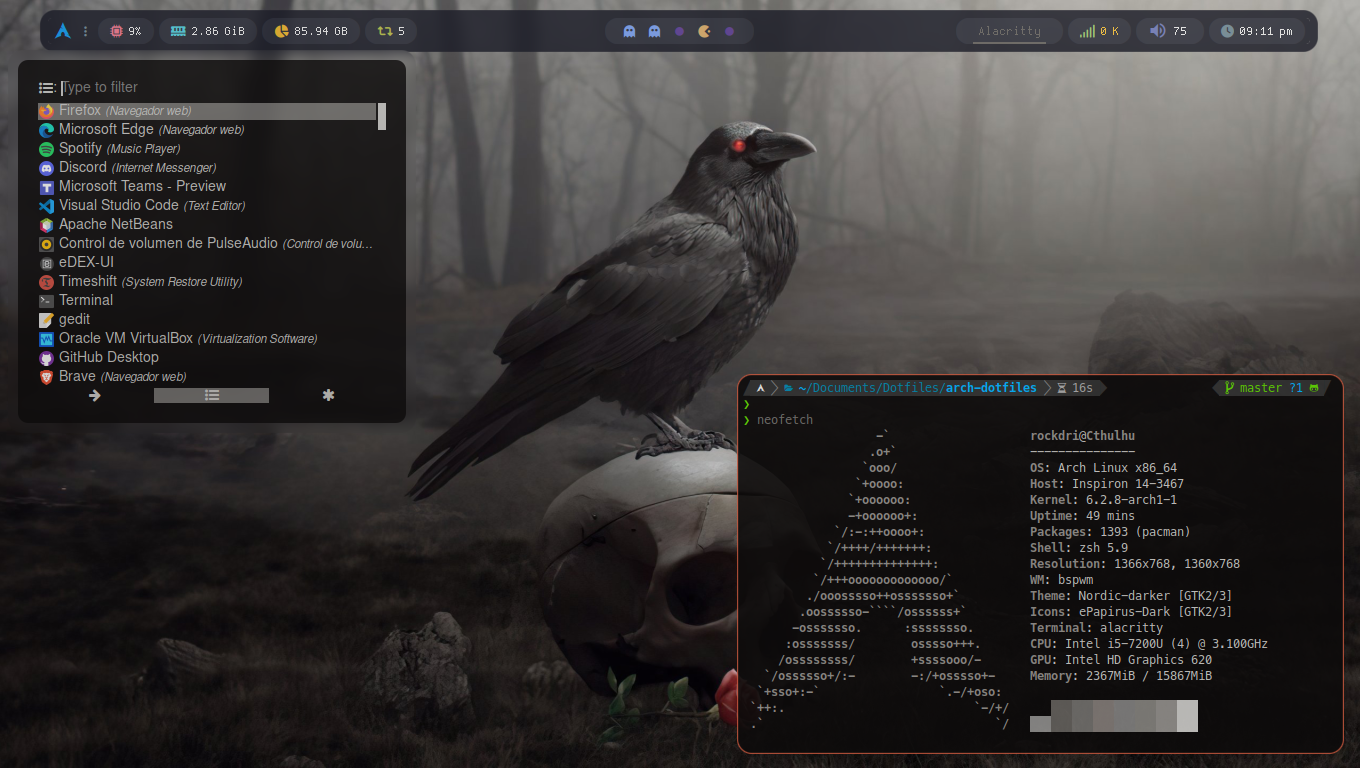 9%
2.86 GiB
85.94 GB
5
Alacritty
0 K
75
09:11 pm
Type to filter
Firefox (Navegador web)
Microsoft Edge (Navegador web)
Spotify (Music Player)
Discord (Internet Messenger)
Microsoft Teams - Preview
Visual Studio Code (Text Editor)
Apache NetBeans
Control de volumen de PulseAudio (Control de volu…
eDEX-UI
Timeshift (System Restore Utility)
Terminal
gedit
Oracle VM VirtualBox (Virtualization Software)
GitHub Desktop
Brave (Navegador web)
~/Documents/Dotfiles/arch-dotfiles
16s
master ?1
❯
❯ neofetch
rockdri@Cthulhu
---------------
OS: Arch Linux x86_64
Host: Inspiron 14-3467
Kernel: 6.2.8-arch1-1
Uptime: 49 mins
Packages: 1393 (pacman)
Shell: zsh 5.9
Resolution: 1366x768, 1360x768
WM: bspwm
Theme: Nordic-darker [GTK2/3]
Icons: ePapirus-Dark [GTK2/3]
Terminal: alacritty
CPU: Intel i5-7200U (4) @ 3.100GHz
GPU: Intel HD Graphics 620
Memory: 2367MiB / 15867MiB